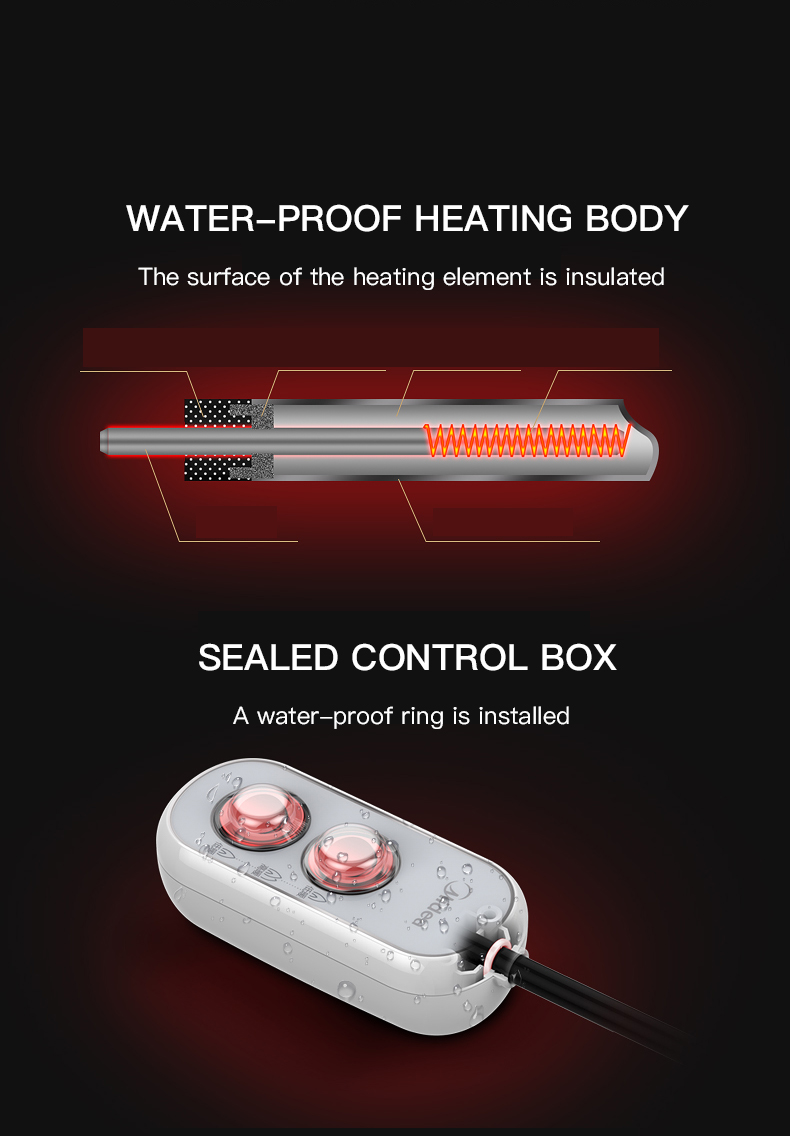 WATER-PROOF HEATING BODY
The surface of the heating element is insulated
SEALED CONTROL BOX
A water-proof ring is installed
Midea